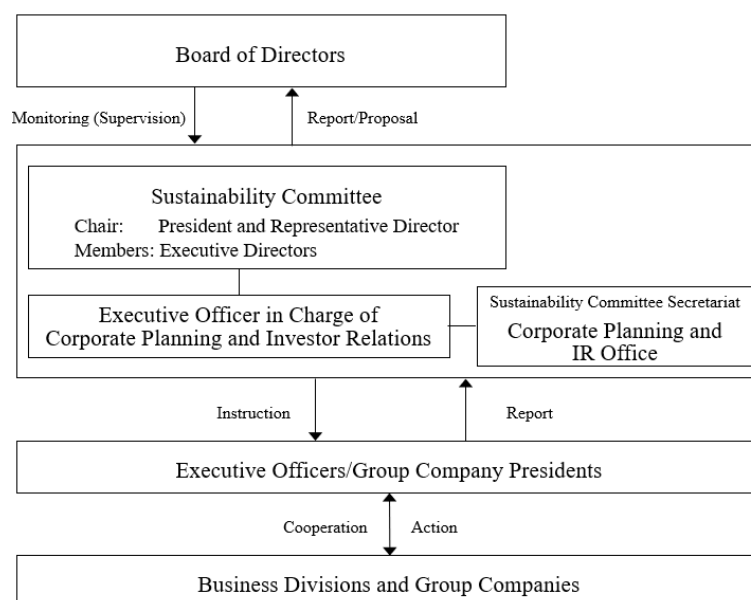 Board of Directors
Monitoring (Supervision)
Report/Proposal
Sustainability Committee
Chair: President and Representative Director
Members: Executive Directors
Executive Officer in Charge of
Corporate Planning and Investor Relations
Sustainability Committee Secretariat
Corporate Planning and
IR Office
Instruction
Report
Executive Officers/Group Company Presidents
Cooperation
Action
Business Divisions and Group Companies